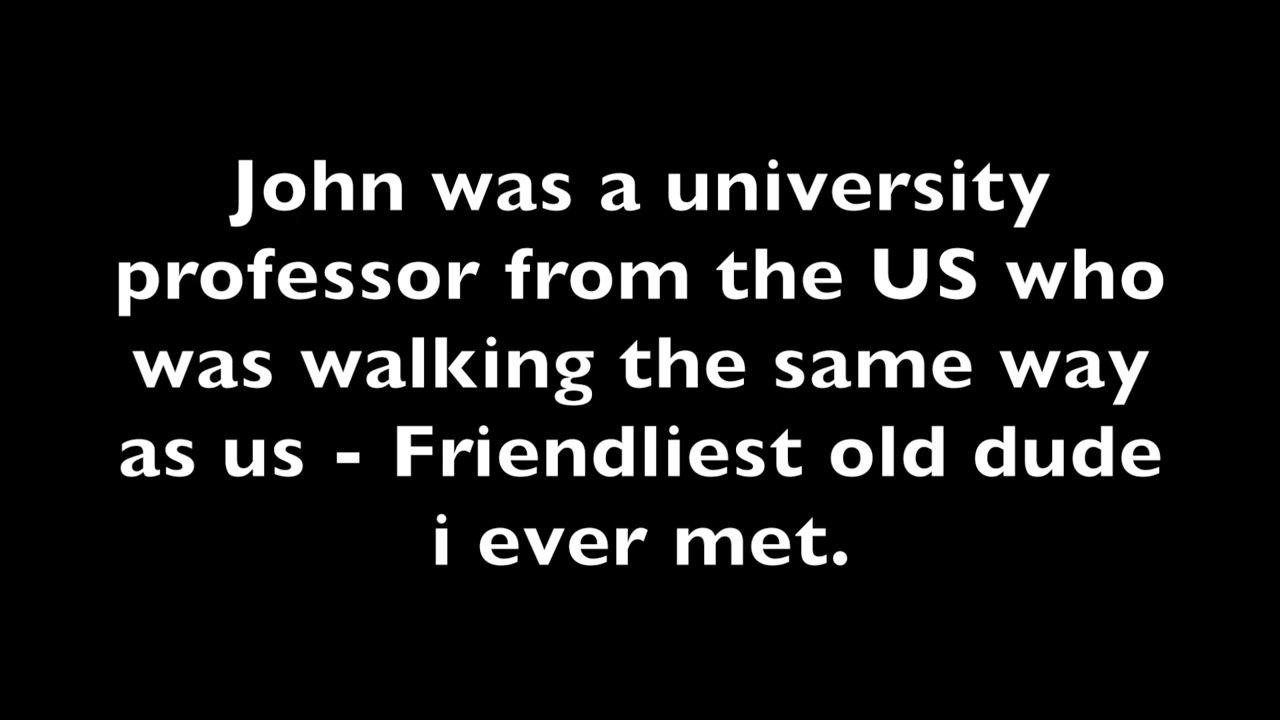 John was a university
professor from the US who
was walking the same way
as us - Friendliest old dude
i ever met.